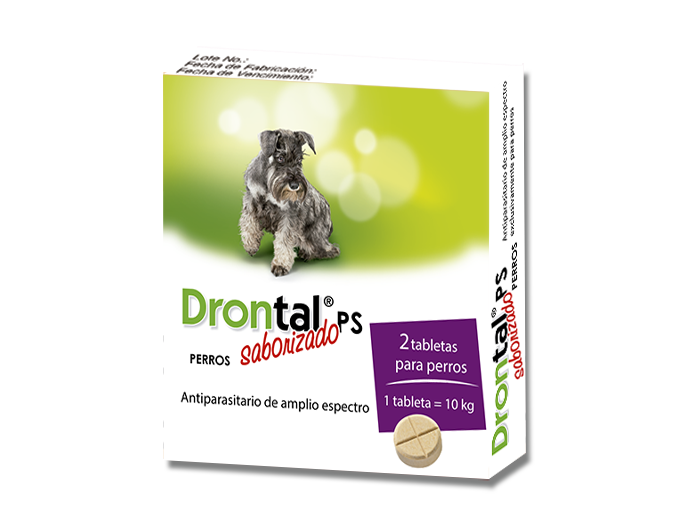 Lote No.:
Fecha de Fabricación:
Fecha de Vencimiento:
Drontal® PS
saborizado
PERROS
Antiparasitario de amplio espectro
2 tabletas
para perros
1 tableta = 10 kg
Drontal® PS
saborizado
PERROS
Antiparasitario de amplio espectro
exclusivamente para perros